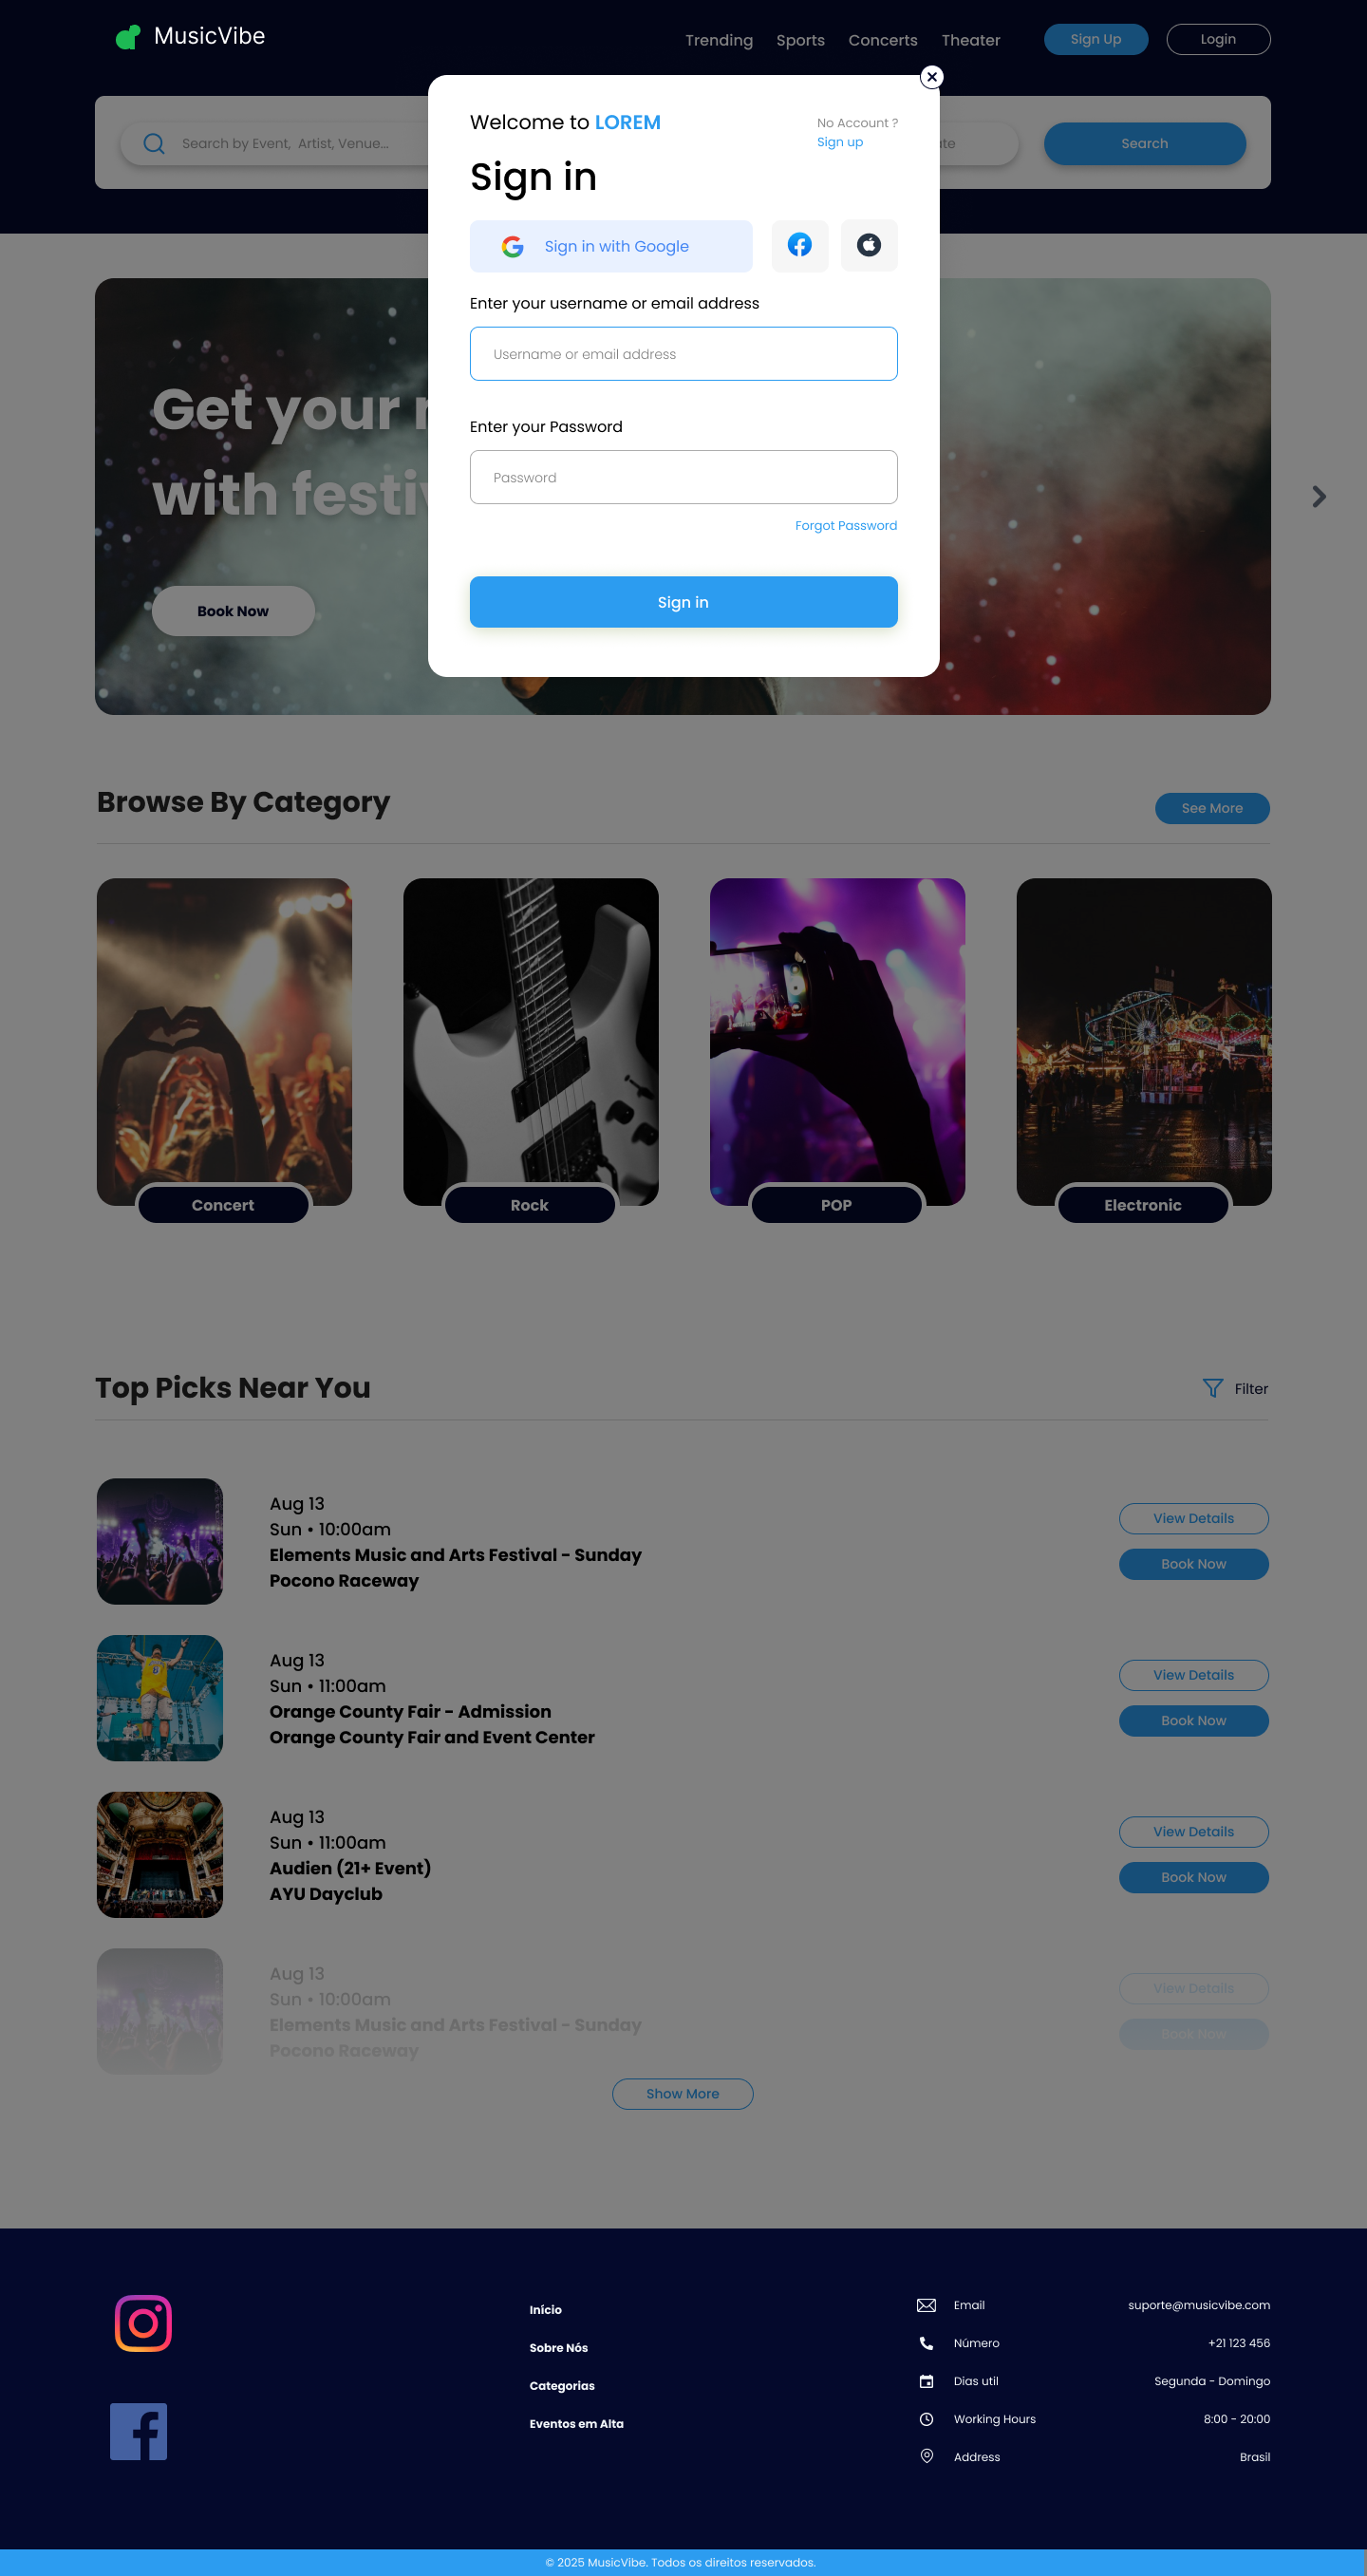 MusicVibe
Trending
Sports
Concerts
Theater
Sign Up
Login
Search by Event, Artist, Venue...
Search
Welcome to LOREM
No Account ?
Sign up
Sign in
Sign in with Google
Enter your username or email address
Username or email address
Enter your Password
Password
Forgot Password
Sign in
Get your
with festiv
Book Now
Browse By Category
See More
Concert
Rock
POP
Electronic
Top Picks Near You
Filter
Aug 13
Sun • 10:00am
Elements Music and Arts Festival - Sunday
Pocono Raceway
View Details
Book Now
Aug 13
Sun • 11:00am
Orange County Fair - Admission
Orange County Fair and Event Center
View Details
Book Now
Aug 13
Sun • 11:00am
Audien (21+ Event)
AYU Dayclub
View Details
Book Now
Aug 13
Sun • 10:00am
Elements Music and Arts Festival - Sunday
Pocono Raceway
View Details
Book Now
Show More
Início
Sobre Nós
Categorias
Eventos em Alta
Email
suporte@musicvibe.com
Número
+21 123 456
Dias util
Segunda - Domingo
Working Hours
8:00 - 20:00
Address
Brasil
© 2025 MusicVibe. Todos os direitos reservados.